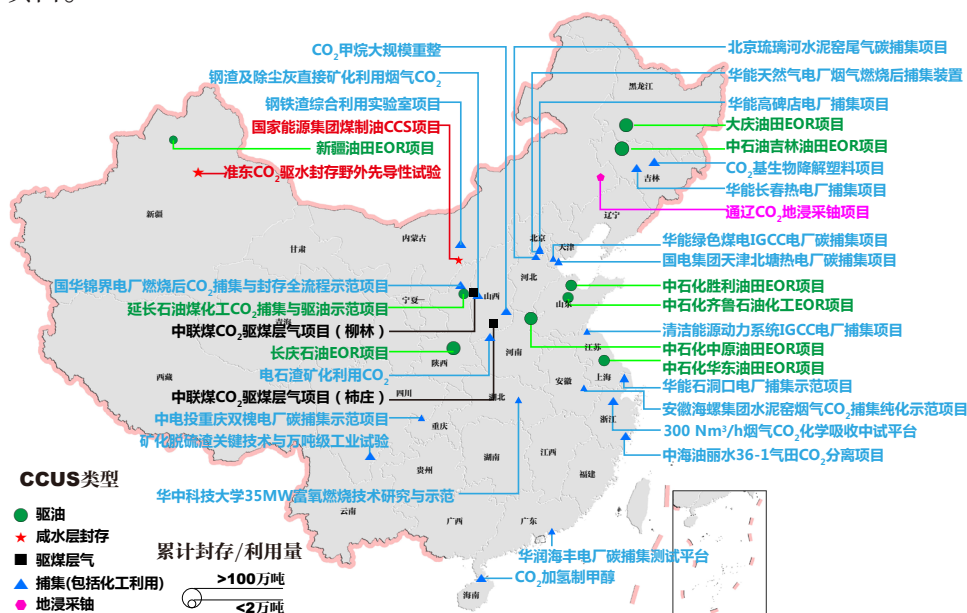 CO₂甲烷大规模重整
钢渣及除尘灰直接矿化利用烟气CO₂
钢铁渣综合利用实验室项目
国家能源集团煤制油CCS项目
新疆油田EOR项目
准东CO₂驱水封存野外先导性试验
国华锦界电厂燃烧后CO₂捕集与封存全流程示范项目
延长石油煤化工CO₂捕集与驱油示范项目
中联煤CO₂驱煤层气项目（柳林）
长庆石油EOR项目
电石渣矿化利用CO₂
中联煤CO₂驱煤层气项目（柿庄）
中电投重庆双槐电厂碳捕集示范项目
矿化脱硫渣关键技术与万吨级工业试验
华中科技大学35MW富氧燃烧技术研究与示范
北京琉璃河水泥窑尾气碳捕集项目
华能天然气电厂烟气燃烧后捕集装置
华能高碑店电厂捕集项目
大庆油田EOR项目
中石油吉林油田EOR项目
CO₂基生物降解塑料项目
华能长春热电厂捕集项目
通辽CO₂地浸采铀项目
华能绿色煤电IGCC电厂碳捕集项目
国电集团天津北塘热电厂碳捕集项目
中石化胜利油田EOR项目
中石化齐鲁石油化工EOR项目
清洁能源动力系统IGCC电厂捕集项目
中石化中原油田EOR项目
中石化华东油田EOR项目
华能石洞口电厂捕集示范项目
安徽海螺集团水泥窑烟气CO₂捕集纯化示范项目
300 Nm³/h烟气CO₂化学吸收中试平台
中海油丽水36-1气田CO₂分离项目
华润海丰电厂碳捕集测试平台
CO₂加氢制甲醇
黑龙江
吉林
辽宁
内蒙古
新疆
甘肃
北京
天津
河北
山西
宁夏
青海
山东
陕西
河南
江苏
西藏
四川
湖北
安徽
上海
浙江
重庆
贵州
湖南
江西
福建
云南
广西
广东
海南
CCUS类型
驱油
咸水层封存
驱煤层气
捕集(包括化工利用)
地浸采铀
累计封存/利用量
>100万吨
<2万吨